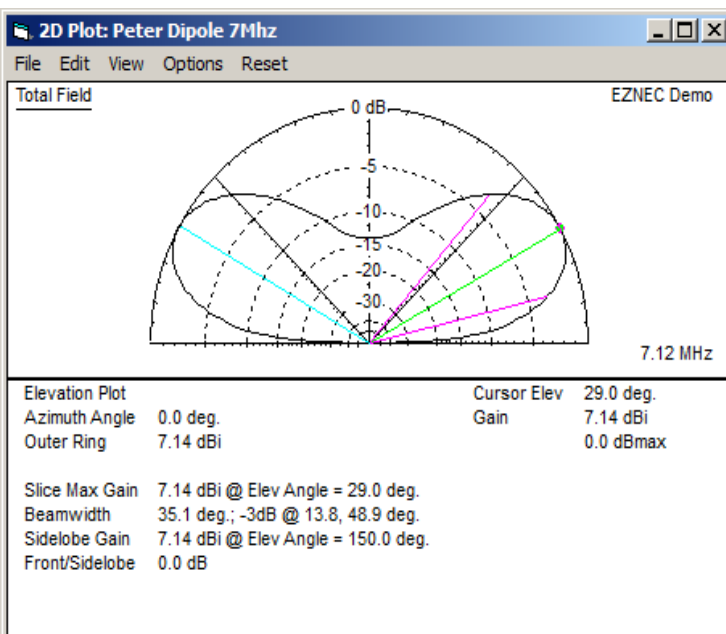 2D Plot: Peter Dipole 7Mhz
File Edit View Options Reset
Total Field
EZNEC Demo
0 dB
-5
-10
-15
-20
-30
7.12 MHz
Elevation Plot
Cursor Elev 29.0 deg.
Azimuth Angle 0.0 deg.
Gain 7.14 dBi
Outer Ring 7.14 dBi
0.0 dBmax
Slice Max Gain 7.14 dBi @ Elev Angle = 29.0 deg.
Beamwidth 35.1 deg.; -3dB @ 13.8, 48.9 deg.
Sidelobe Gain 7.14 dBi @ Elev Angle = 150.0 deg.
Front/Sidelobe 0.0 dB